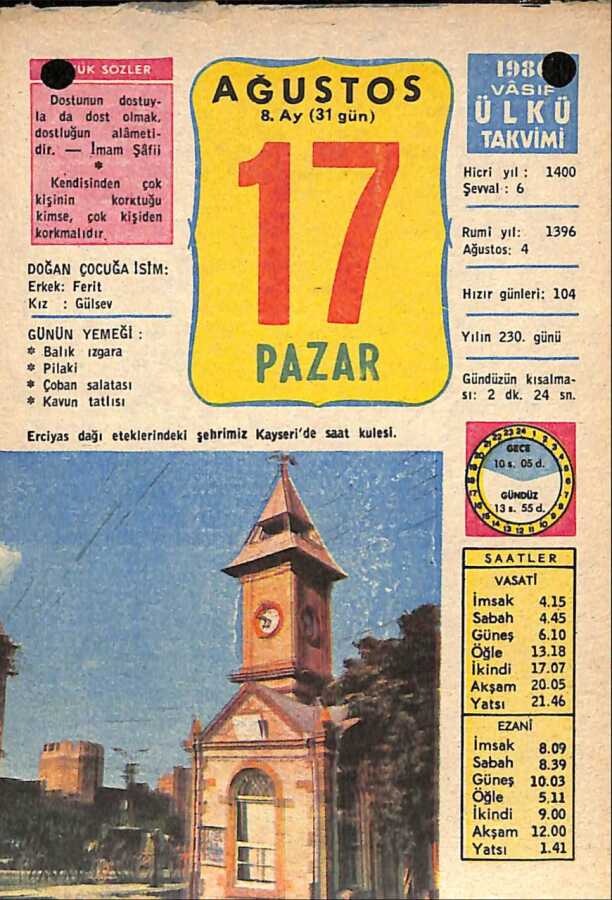 ÜK SÖZLER
Dostunun dostuy-
la da dost olmak,
dostluğun alâmeti-
dir. — İmam Şâfiî
*
Kendisinden çok
kişinin korktuğu
kimse, çok kişiden
korkmalıdır.
DOĞAN ÇOCUĞA İSİM:
Erkek: Ferit
Kız : Gülsev
GÜNÜN YEMEĞİ :
* Balık ızgara
* Pilaki
* Çoban salatası
* Kavun tatlısı
AĞUSTOS
8. Ay (31 gün)
17
PAZAR
198
VÂSIF
ÜLKÜ
TAKVİMİ
Hicri yıl : 1400
Şevval : 6
Rumi yıl: 1396
Ağustos: 4
Hızır günleri: 104
Yılın 230. günü
Gündüzün kısalma-
sı: 2 dk. 24 sn.
Erciyas dağı eteklerindeki şehrimiz Kayseri'de saat kulesi.
GECE
10 s. 05 d.
GÜNDÜZ
13 s. 55 d.
SAATLER
VASATİ
İmsak 4.15
Sabah 4.45
Güneş 6.10
Öğle 13.18
İkindi 17.07
Akşam 20.05
Yatsı 21.46
EZANİ
İmsak 8.09
Sabah 8.39
Güneş 10.03
Öğle 5,11
İkindi 9.00
Akşam 12.00
Yatsı 1.41